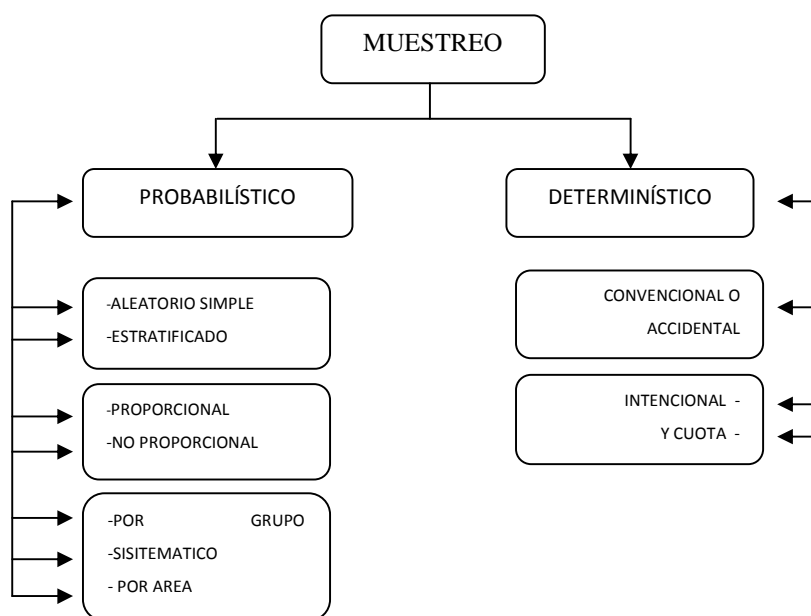 MUESTREO
PROBABILÍSTICO
DETERMINÍSTICO
-ALEATORIO SIMPLE
-ESTRATIFICADO
CONVENCIONAL O
ACCIDENTAL
-PROPORCIONAL
-NO PROPORCIONAL
INTENCIONAL -
Y CUOTA -
-POR GRUPO
-SISITEMATICO
- POR AREA